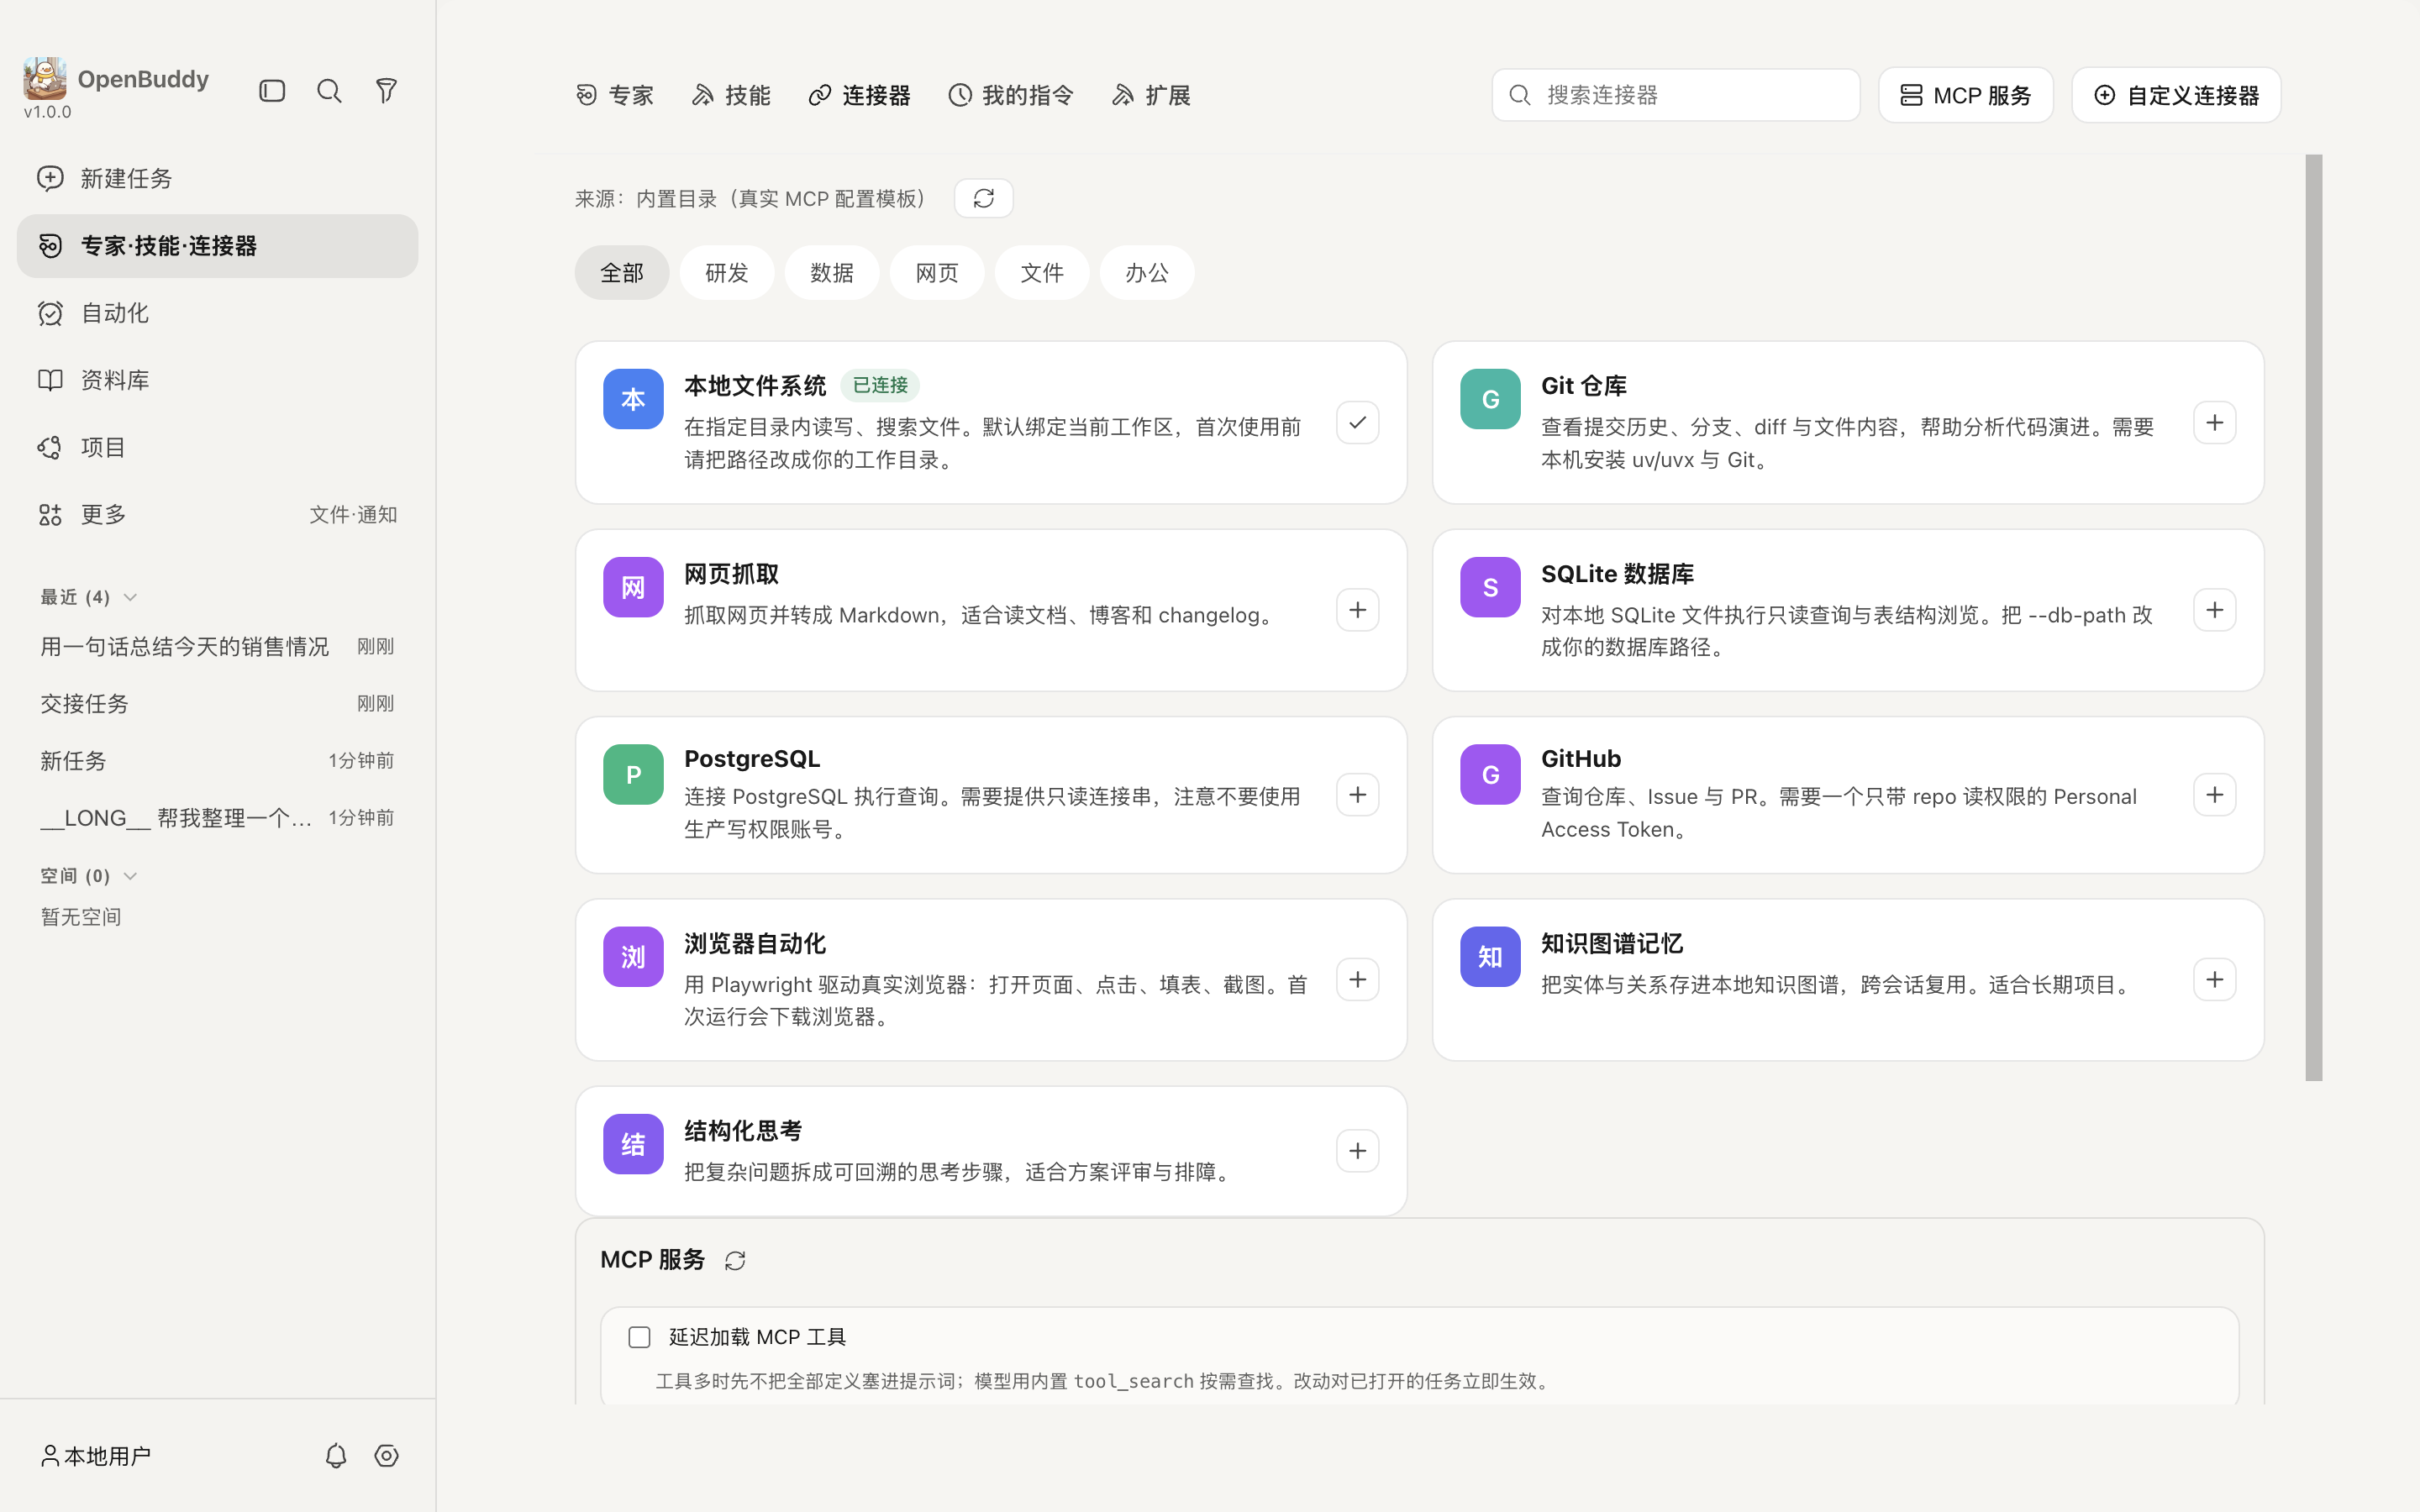 OpenBuddy
v1.0.0
新建任务
专家·技能·连接器
自动化
资料库
项目
更多 文件·通知
最近 (4)
用一句话总结今天的销售情况 刚刚
交接任务 刚刚
新任务 1分钟前
__LONG__ 帮我整理一个... 1分钟前
空间 (0)
暂无空间
本地用户
专家 技能 连接器 我的指令 扩展
搜索连接器
MCP 服务
自定义连接器
来源：内置目录（真实 MCP 配置模板）
全部 研发 数据 网页 文件 办公
本
本地文件系统 已连接
在指定目录内读写、搜索文件。默认绑定当前工作区，首次使用前
请把路径改成你的工作目录。
G
Git 仓库
查看提交历史、分支、diff 与文件内容，帮助分析代码演进。需要
本机安装 uv/uvx 与 Git。
网
网页抓取
抓取网页并转成 Markdown，适合读文档、博客和 changelog。
S
SQLite 数据库
对本地 SQLite 文件执行只读查询与表结构浏览。把 --db-path 改
成你的数据库路径。
P
PostgreSQL
连接 PostgreSQL 执行查询。需要提供只读连接串，注意不要使用
生产写权限账号。
G
GitHub
查询仓库、Issue 与 PR。需要一个只带 repo 读权限的 Personal
Access Token。
浏
浏览器自动化
用 Playwright 驱动真实浏览器：打开页面、点击、填表、截图。首
次运行会下载浏览器。
知
知识图谱记忆
把实体与关系存进本地知识图谱，跨会话复用。适合长期项目。
结
结构化思考
把复杂问题拆成可回溯的思考步骤，适合方案评审与排障。
MCP 服务
延迟加载 MCP 工具
工具多时先不把全部定义塞进提示词；模型用内置 tool_search 按需查找。改动对已打开的任务立即生效。